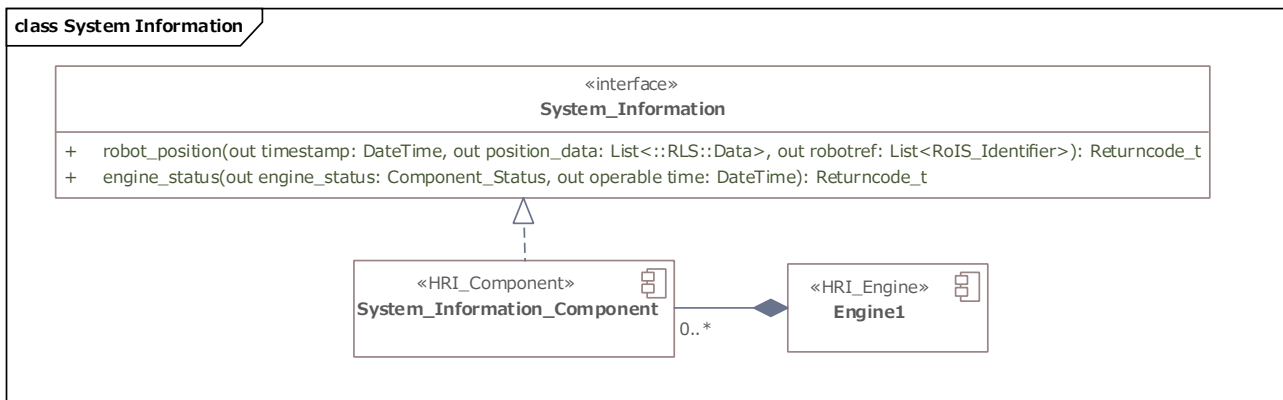 class System Information
«interface»
System_Information
+ robot_position(out timestamp: DateTime, out position_data: List<::RLS::Data>, out robotref: List<RoIS_Identifier>): Returncode_t
+ engine_status(out engine_status: Component_Status, out operable time: DateTime): Returncode_t
«HRI_Component»
System_Information_Component
0..*
«HRI_Engine»
Engine1